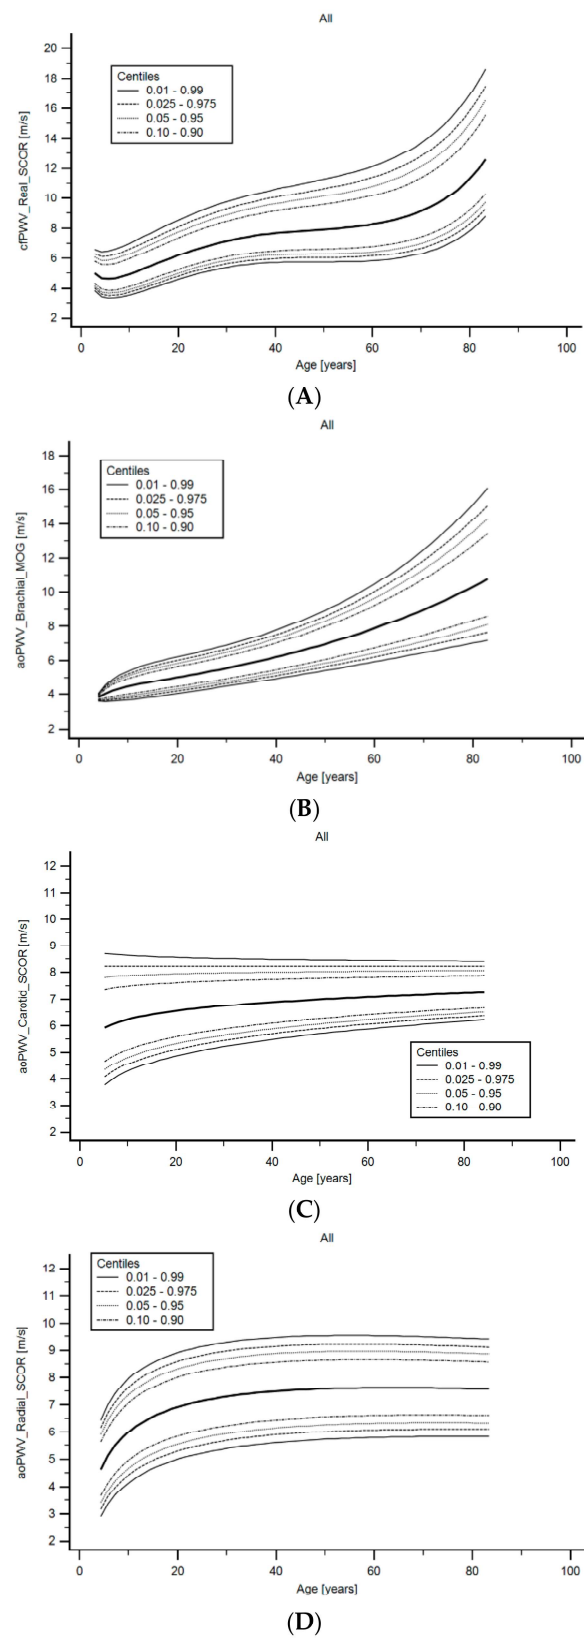 All
20
18
16
14
12
10
8
6
4
2
cfPWV_Real_SCOR [m/s]
Centiles
0.01 - 0.99
0.025 - 0.975
0.05 - 0.95
0.10 - 0.90
0 20 40 60 80 100
Age [years]
(A)
All
18
16
14
12
10
8
6
4
2
aoPWV_Brachial_MOG [m/s]
Centiles
0.01 - 0.99
0.025 - 0.975
0.05 - 0.95
0.10 - 0.90
0 20 40 60 80 100
Age [years]
(B)
All
12
11
10
9
8
7
6
5
4
3
2
aoPWV_Carotid_SCOR [m/s]
Centiles
0.01 - 0.99
0.025 - 0.975
0.05 - 0.95
0.10 - 0.90
0 20 40 60 80 100
Age [years]
(C)
All
12
11
10
9
8
7
6
5
4
3
2
aoPWV_Radial_SCOR [m/s]
Centiles
0.01 - 0.99
0.025 - 0.975
0.05 - 0.95
0.10 - 0.90
0 20 40 60 80 100
Age [years]
(D)